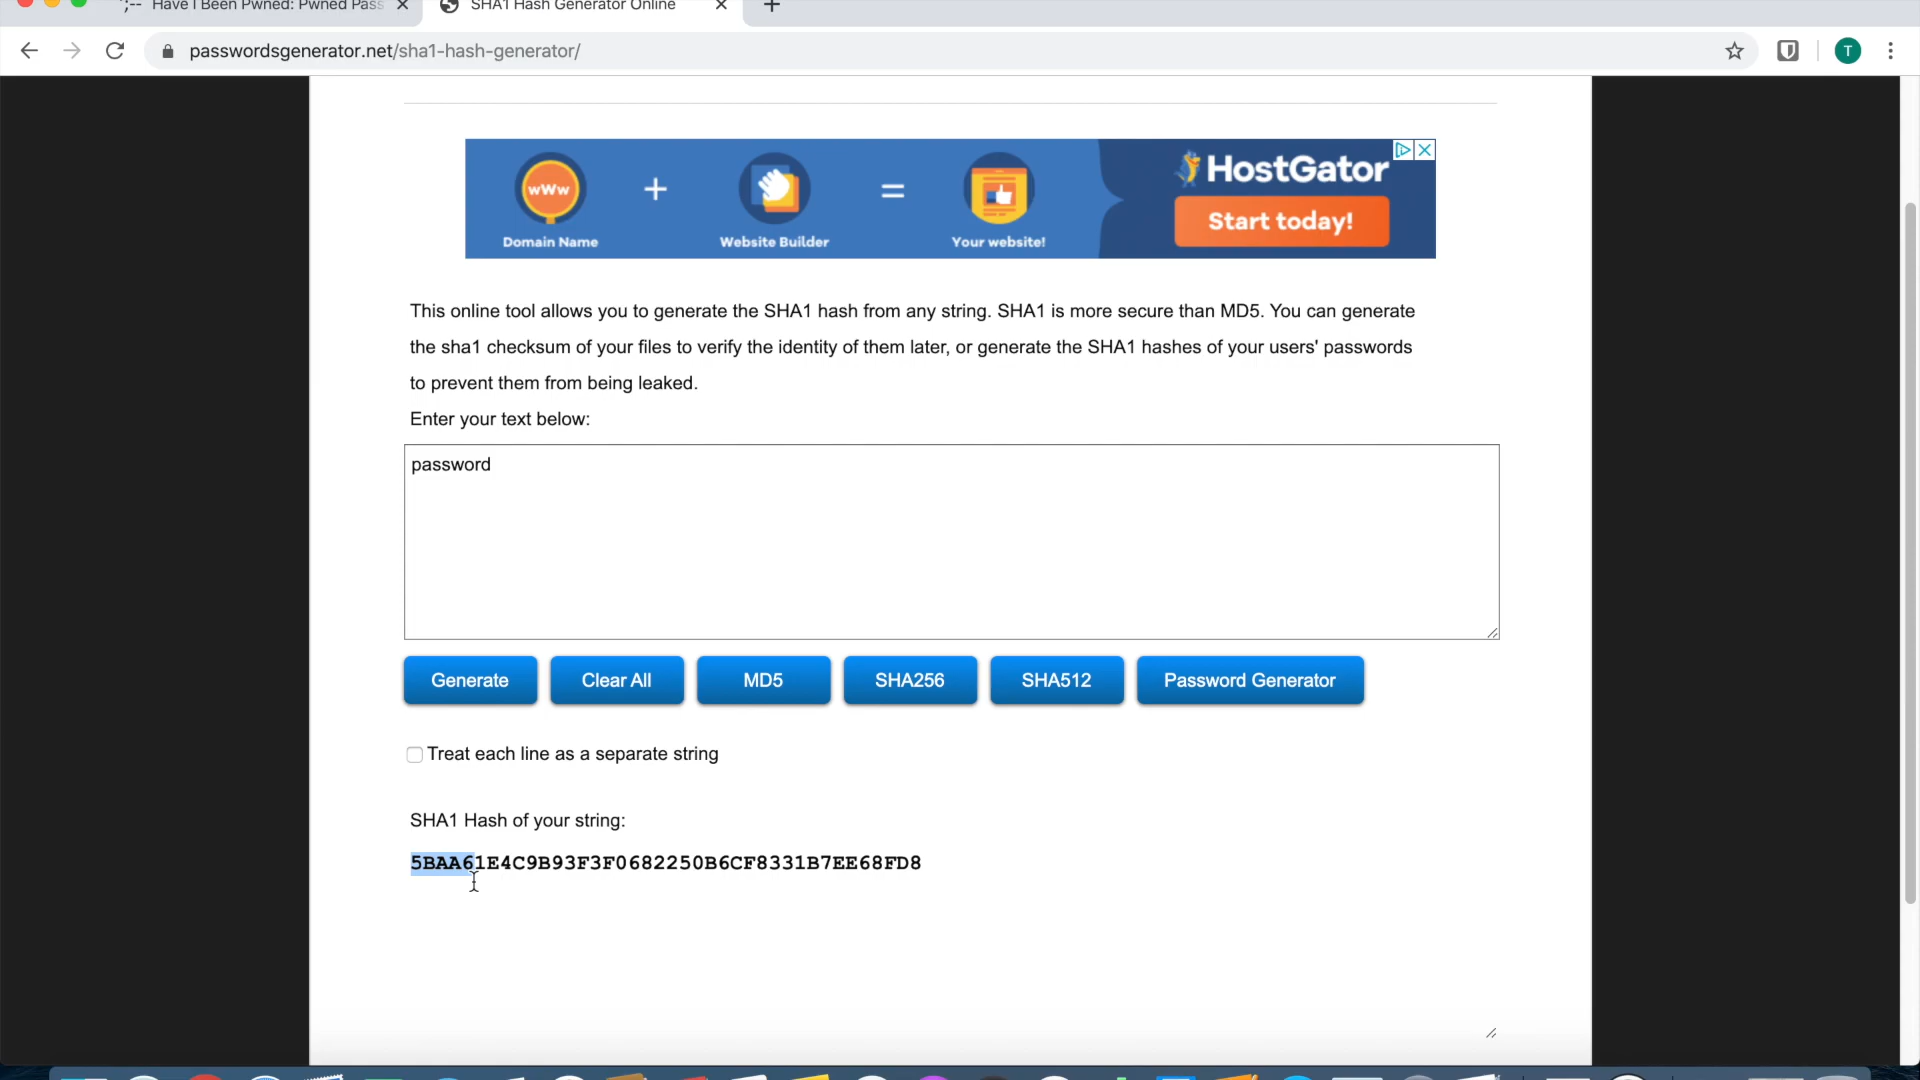 Have I Been Pwned: Pwned Pass
SHA1 Hash Generator Online
passwordsgenerator.net/sha1-hash-generator/
T
wWw
+
=
HostGator
Start today!
Domain Name
Website Builder
Your website!
This online tool allows you to generate the SHA1 hash from any string. SHA1 is more secure than MD5. You can generate
the sha1 checksum of your files to verify the identity of them later, or generate the SHA1 hashes of your users' passwords
to prevent them from being leaked.
Enter your text below:
password
Generate
Clear All
MD5
SHA256
SHA512
Password Generator
Treat each line as a separate string
SHA1 Hash of your string:
5BAA61E4C9B93F3F0682250B6CF8331B7EE68FD8